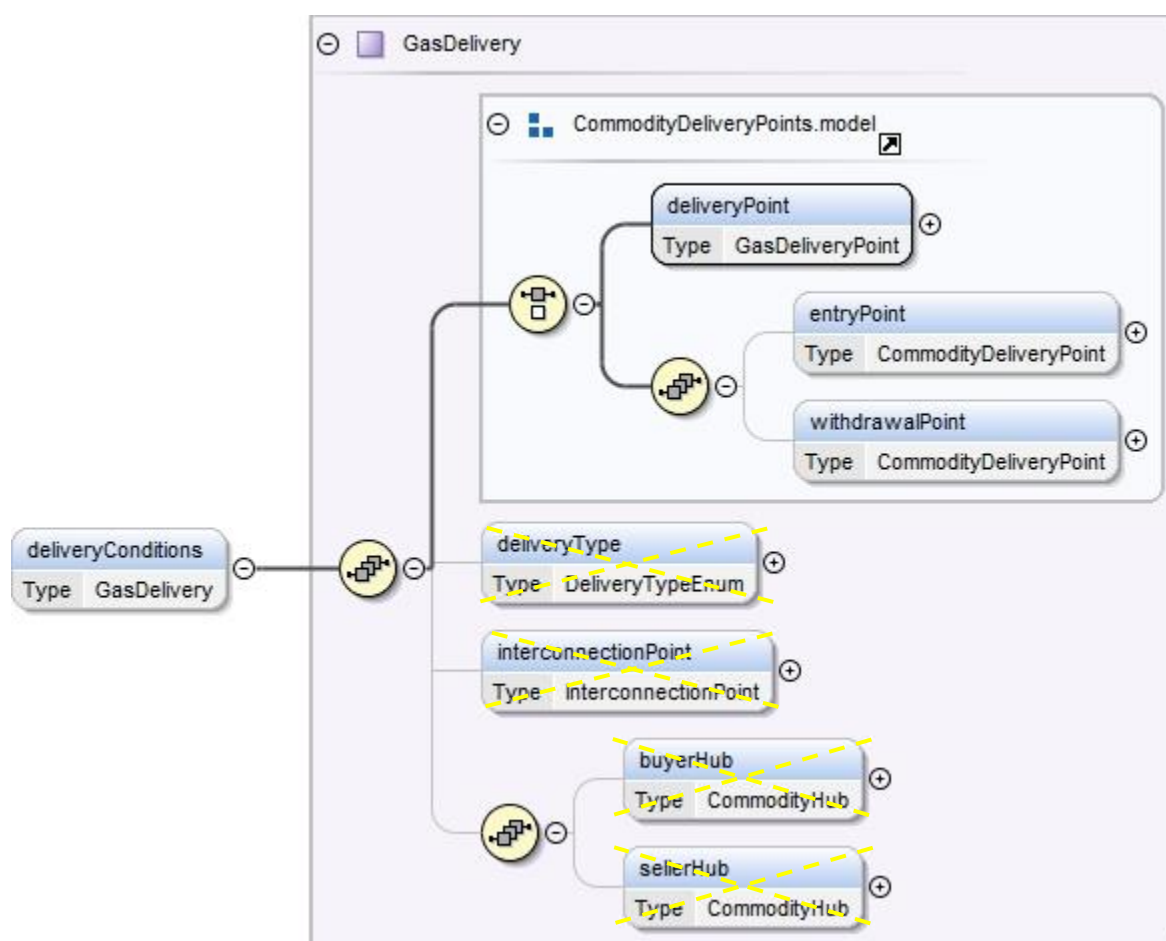 GasDelivery
CommodityDeliveryPoints.model
deliveryPoint
Type GasDeliveryPoint
entryPoint
Type CommodityDeliveryPoint
withdrawalPoint
Type CommodityDeliveryPoint
deliveryConditions
Type GasDelivery
deliveryType
Type DeliveryTypeEnum
interconnectionPoint
Type InterconnectionPoint
buyerHub
Type CommodityHub
sellerHub
Type CommodityHub